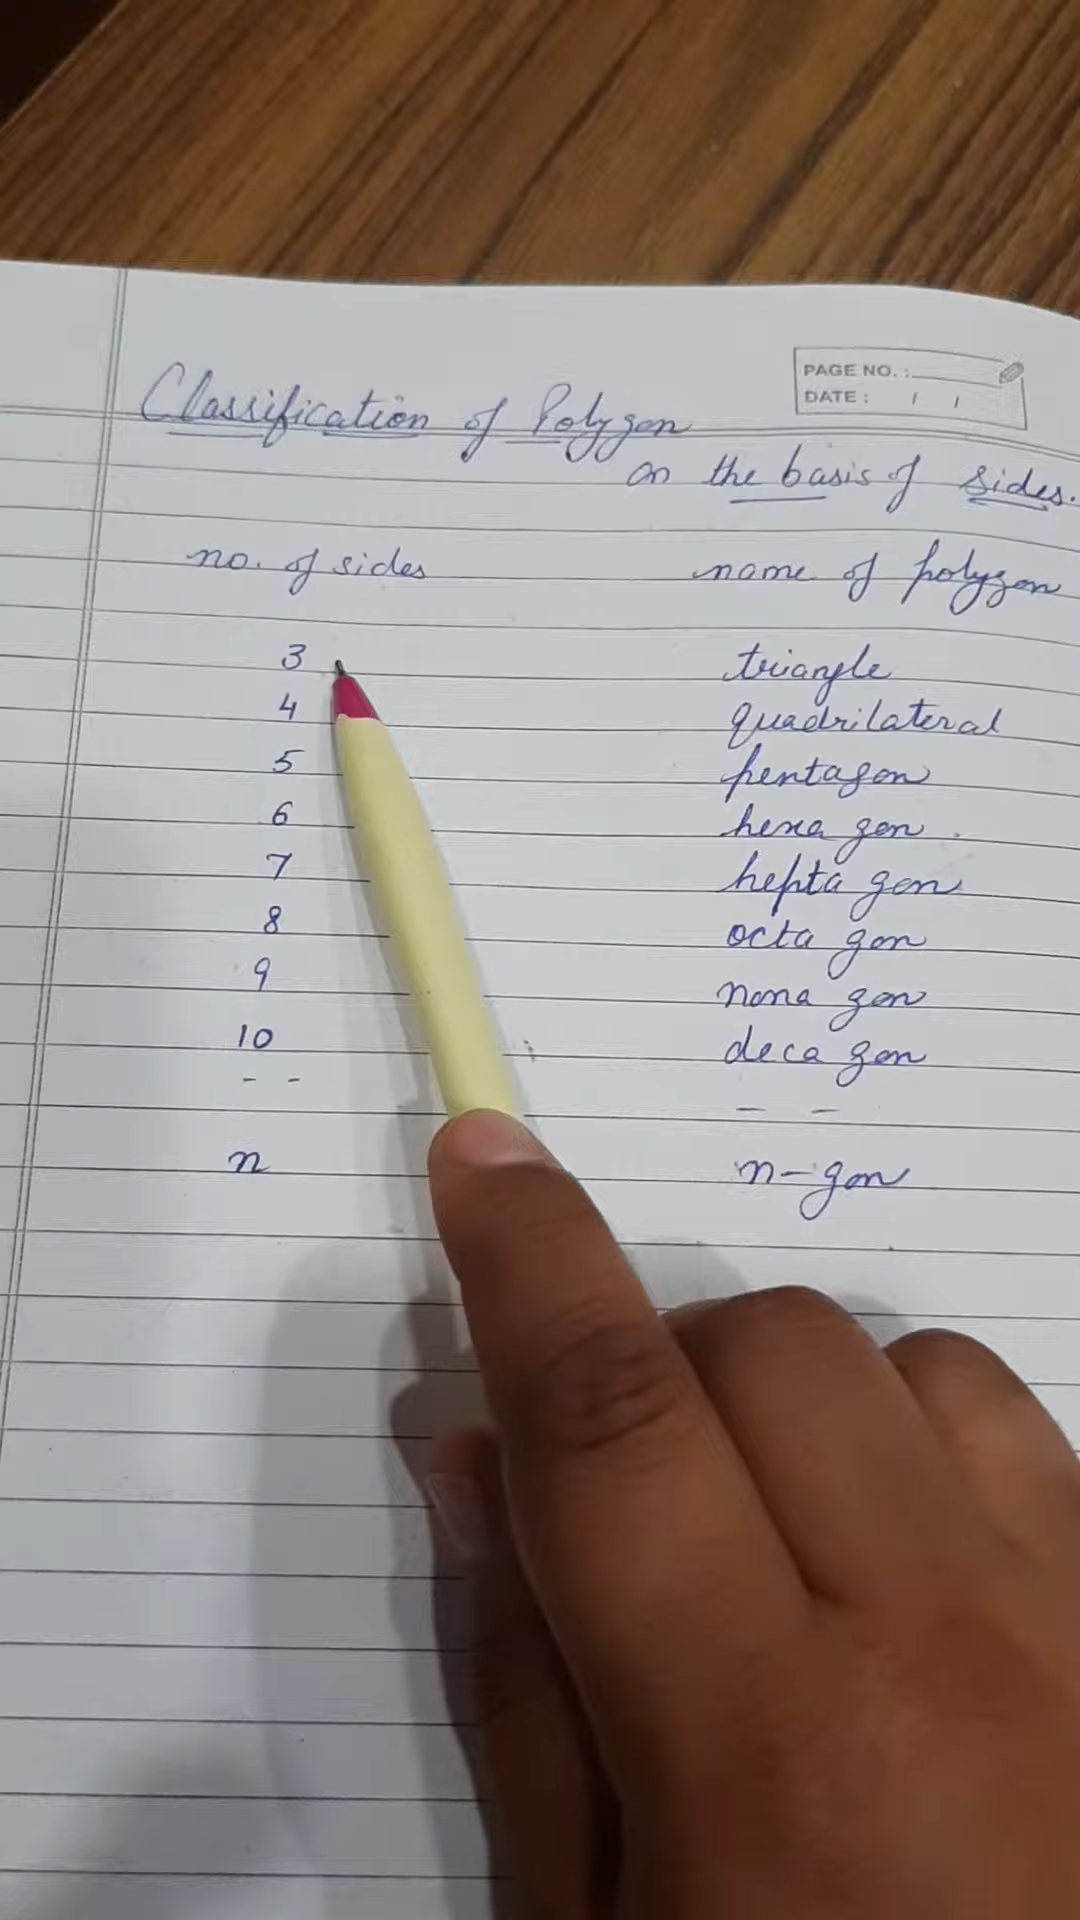 PAGE NO. :
DATE : / /
Classification of Polygon
on the basis of sides.
no. of sides name of polygon
3 triangle
4 quadrilateral
5 pentagon
6 hexa gon .
7 hepta gon
8 octa gon
9 nona gon
10 deca gon
- - - -
n n-gon